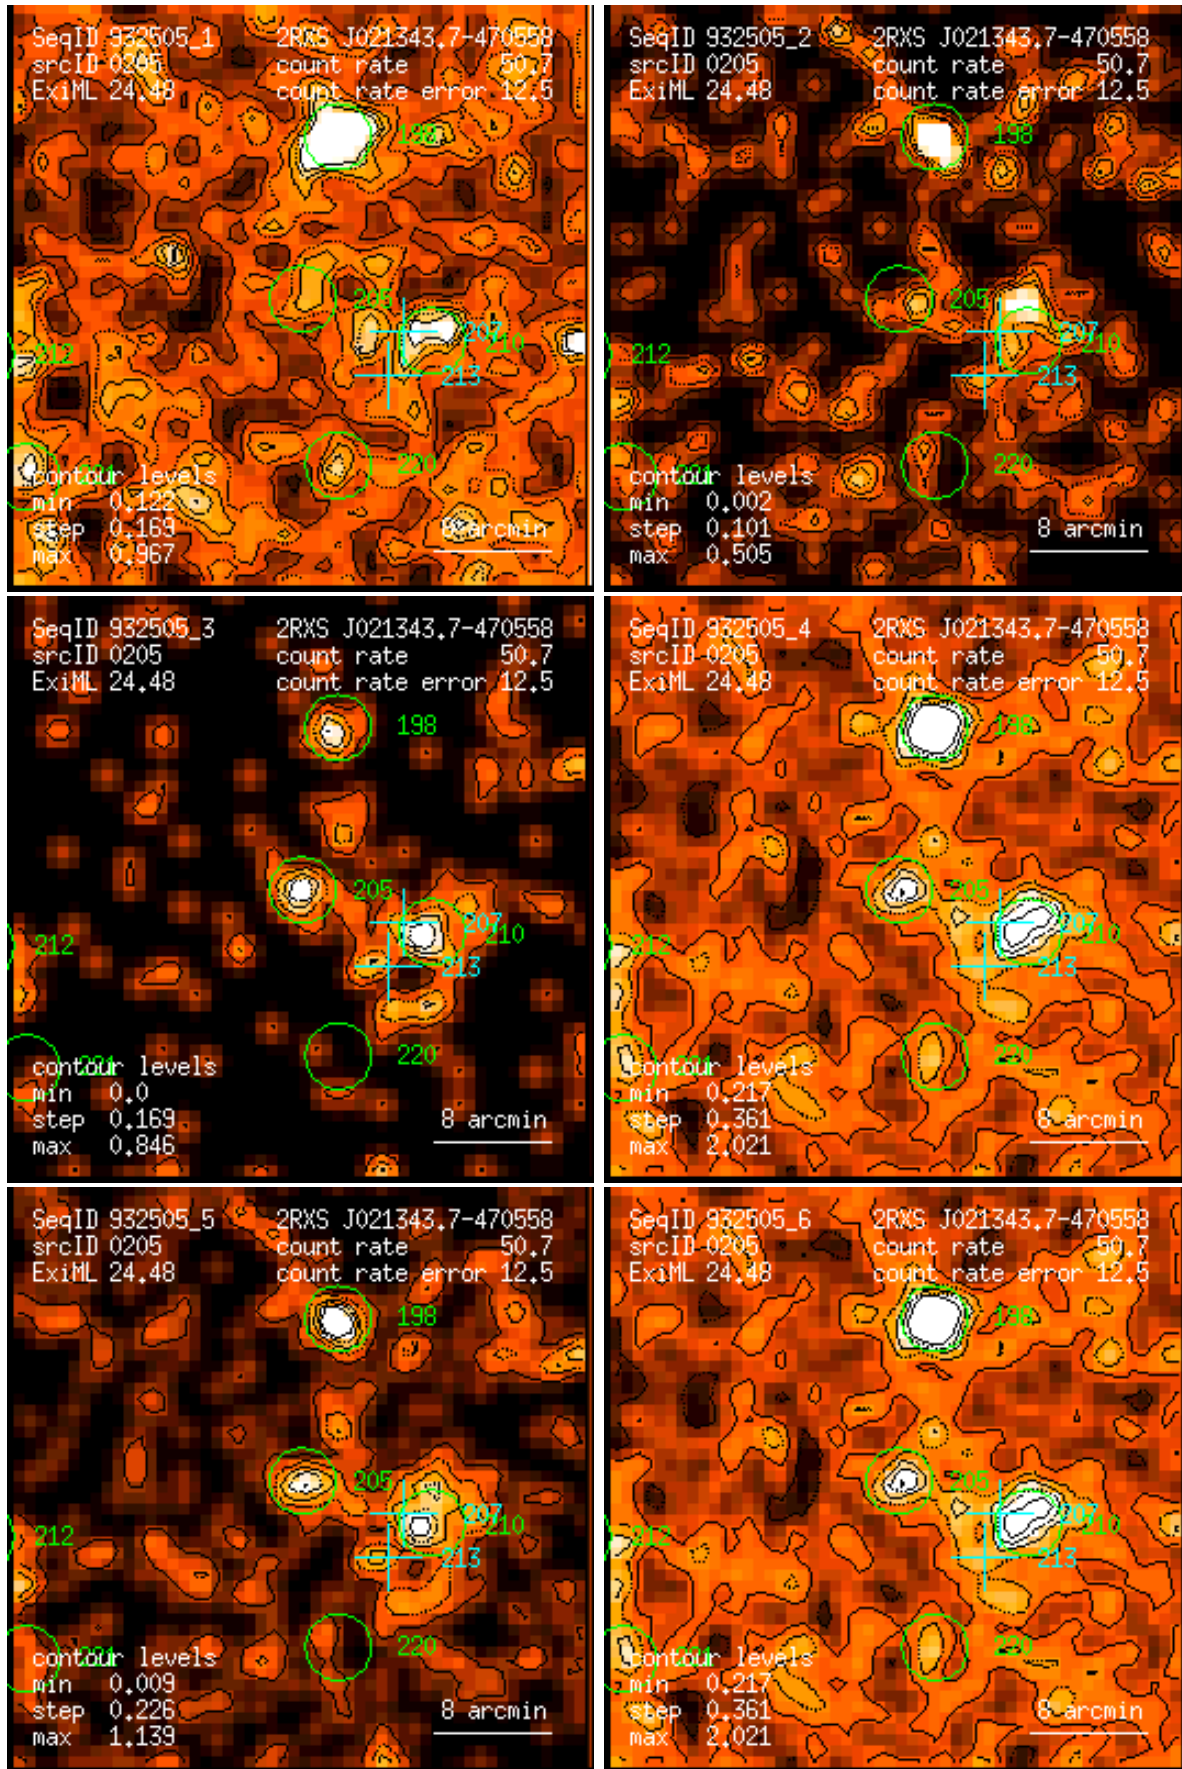 SeqID 932505_1 2RXS J021343.7-470558
srcID 0205 count rate 50.7
ExiML 24.48 count rate error 12.5
198
205
207
210
212
213
220
221
contour levels
min 0.122
step 0.169
max 0.967
8 arcmin
SeqID 932505_2 2RXS J021343.7-470558
srcID 0205 count rate 50.7
ExiML 24.48 count rate error 12.5
198
205
207
210
212
213
220
221
contour levels
min 0.002
step 0.101
max 0.505
8 arcmin
SeqID 932505_3 2RXS J021343.7-470558
srcID 0205 count rate 50.7
ExiML 24.48 count rate error 12.5
198
205
207
210
212
213
220
221
contour levels
min 0.0
step 0.169
max 0.846
8 arcmin
SeqID 932505_4 2RXS J021343.7-470558
srcID 0205 count rate 50.7
ExiML 24.48 count rate error 12.5
198
205
207
210
212
213
220
221
contour levels
min 0.217
step 0.361
max 2.021
8 arcmin
SeqID 932505_5 2RXS J021343.7-470558
srcID 0205 count rate 50.7
ExiML 24.48 count rate error 12.5
198
205
207
210
212
213
220
221
contour levels
min 0.009
step 0.226
max 1.139
8 arcmin
SeqID 932505_6 2RXS J021343.7-470558
srcID 0205 count rate 50.7
ExiML 24.48 count rate error 12.5
198
205
207
210
212
213
220
221
contour levels
min 0.217
step 0.361
max 2.021
8 arcmin